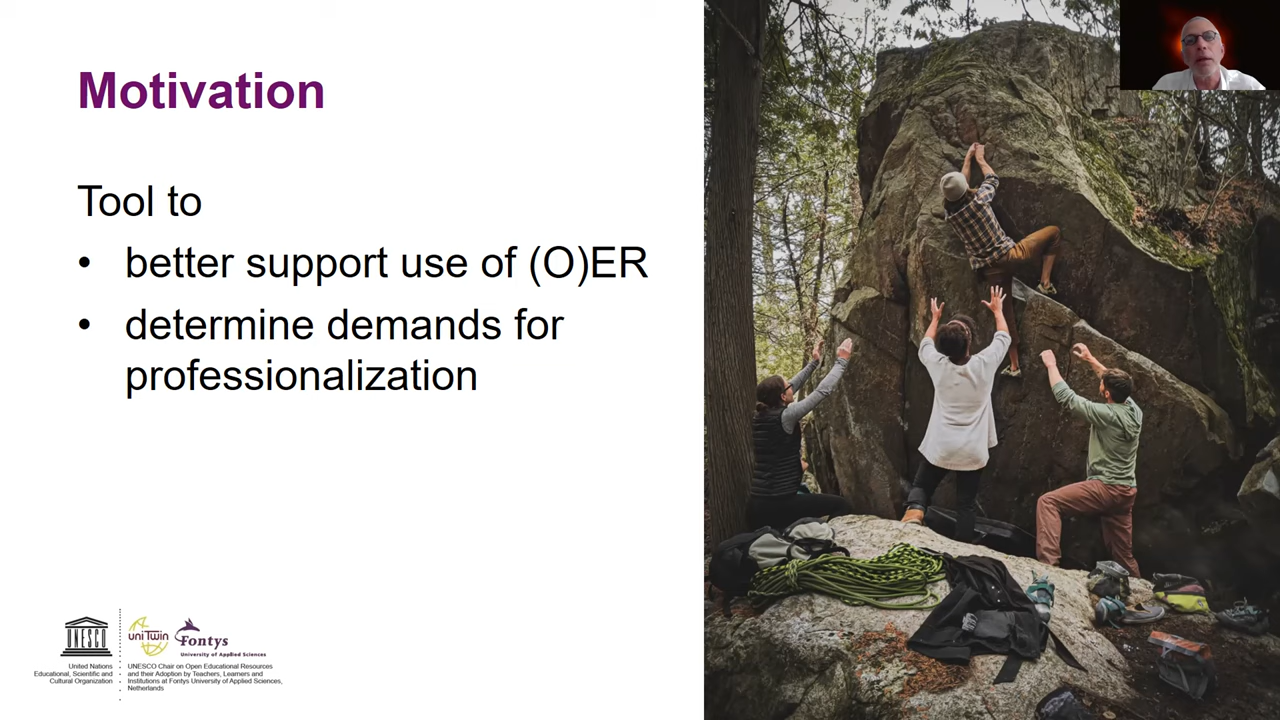 Motivation
Tool to
• better support use of (O)ER
• determine demands for
professionalization
UNESCO
United Nations
Educational, Scientific and
Cultural Organization
uniTwin
Fontys
University of Applied Sciences
UNESCO Chair on Open Educational Resources
and their Adoption by Teachers, Learners and
Institutions at Fontys University of Applied Sciences,
Netherlands